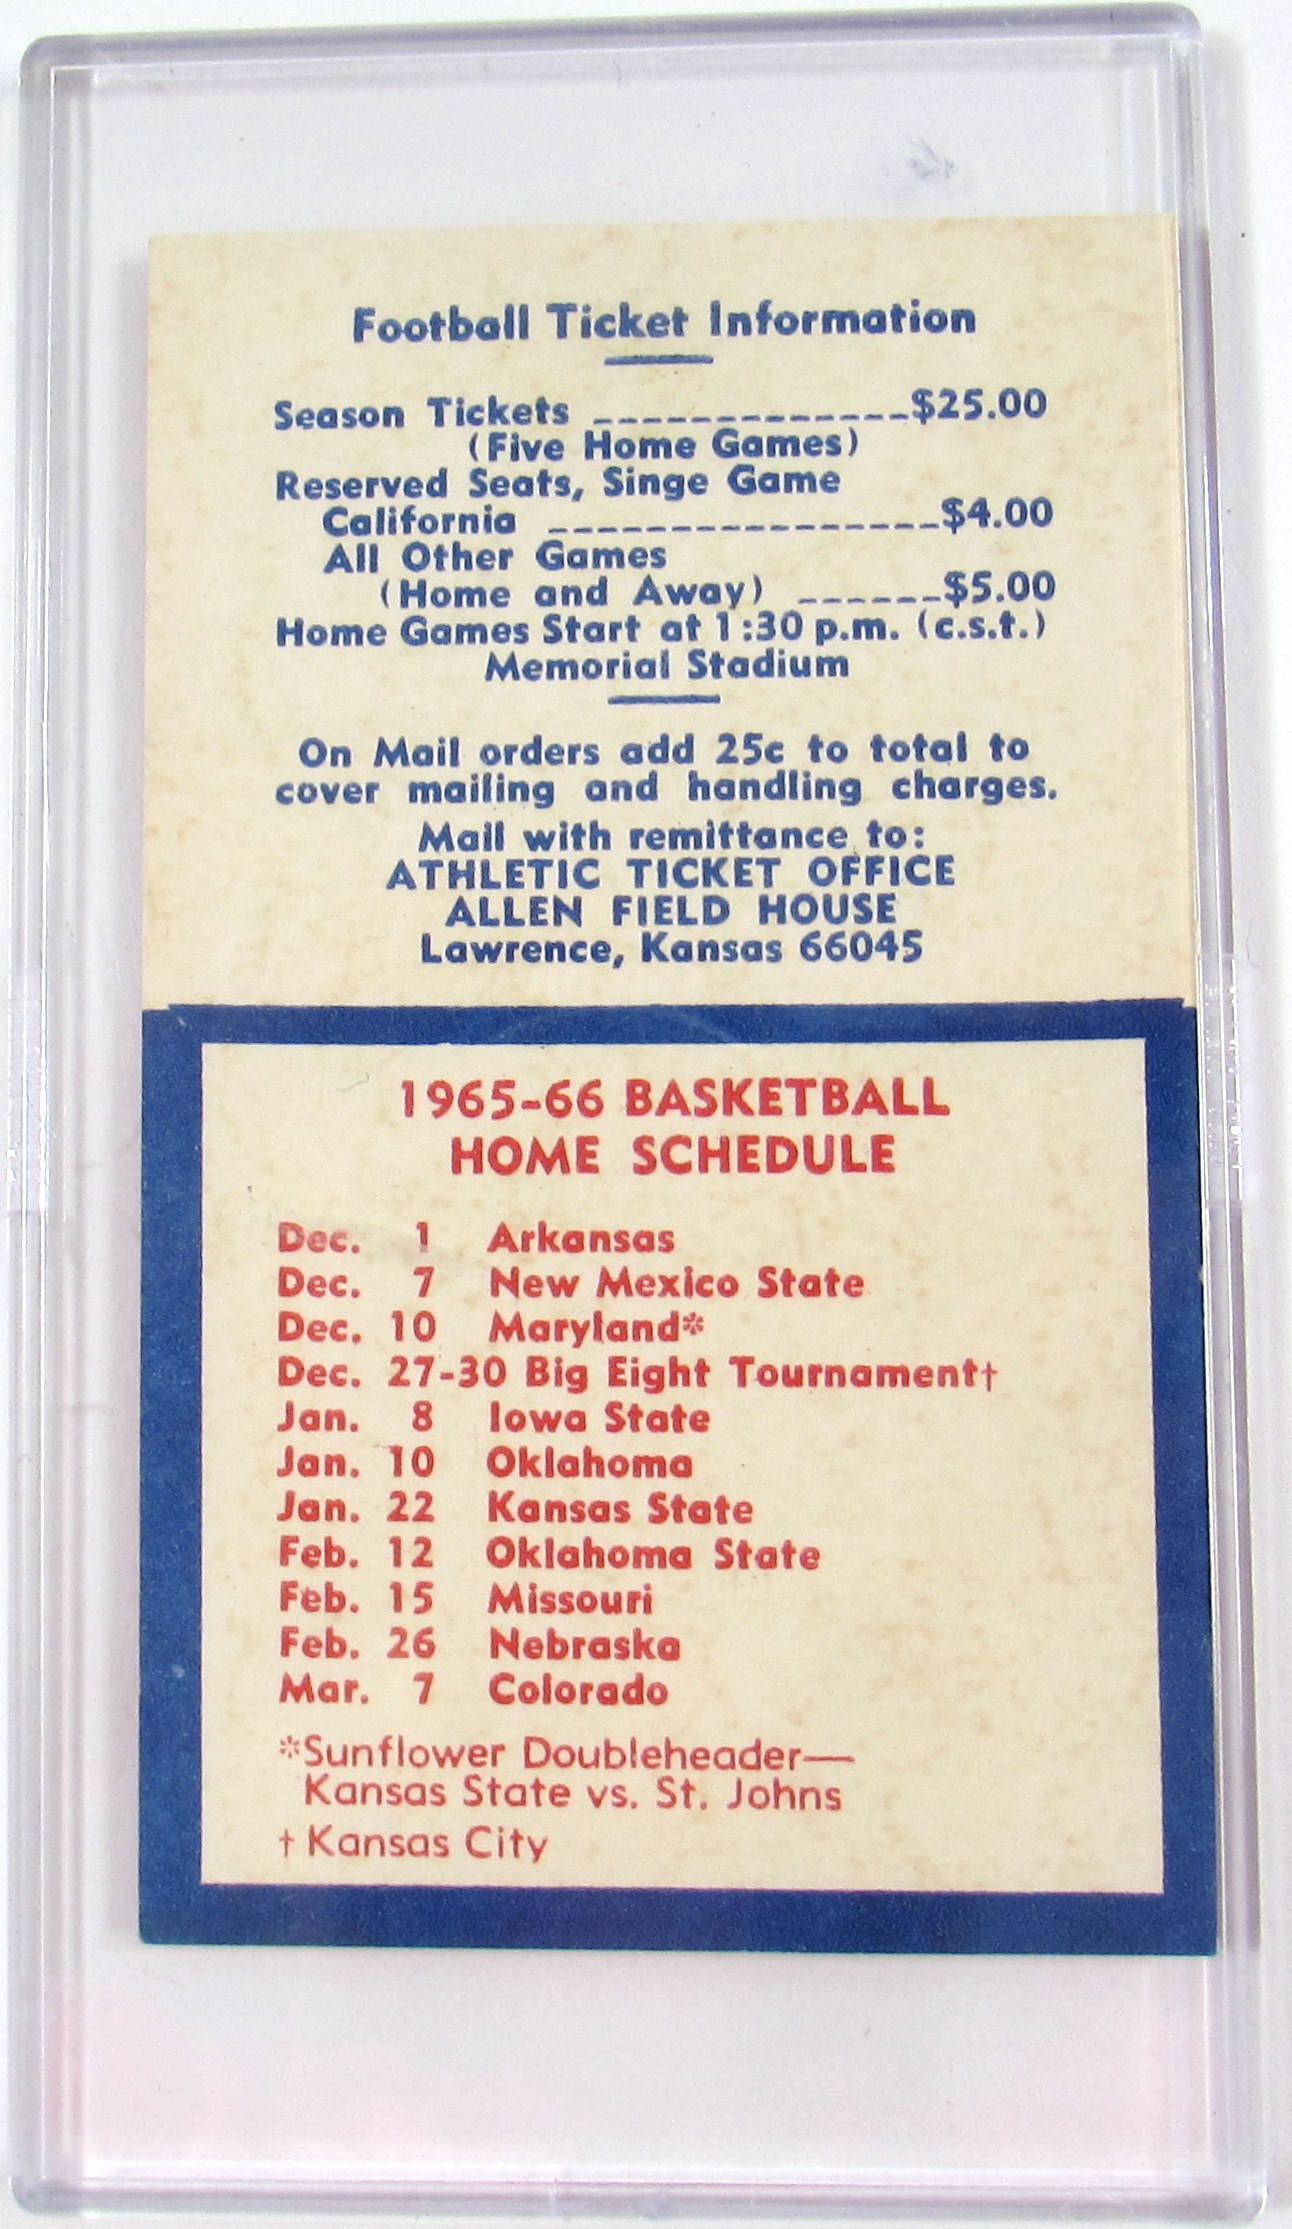 Football Ticket Information
Season Tickets _____________$25.00
(Five Home Games)
Reserved Seats, Singe Game
California ________________$4.00
All Other Games
(Home and Away) ______$5.00
Home Games Start at 1:30 p.m. (c.s.t.)
Memorial Stadium
On Mail orders add 25c to total to
cover mailing and handling charges.
Mail with remittance to:
ATHLETIC TICKET OFFICE
ALLEN FIELD HOUSE
Lawrence, Kansas 66045
1965-66 BASKETBALL
HOME SCHEDULE
Dec. 1 Arkansas
Dec. 7 New Mexico State
Dec. 10 Maryland*
Dec. 27-30 Big Eight Tournament†
Jan. 8 Iowa State
Jan. 10 Oklahoma
Jan. 22 Kansas State
Feb. 12 Oklahoma State
Feb. 15 Missouri
Feb. 26 Nebraska
Mar. 7 Colorado
*Sunflower Doubleheader—
Kansas State vs. St. Johns
† Kansas City